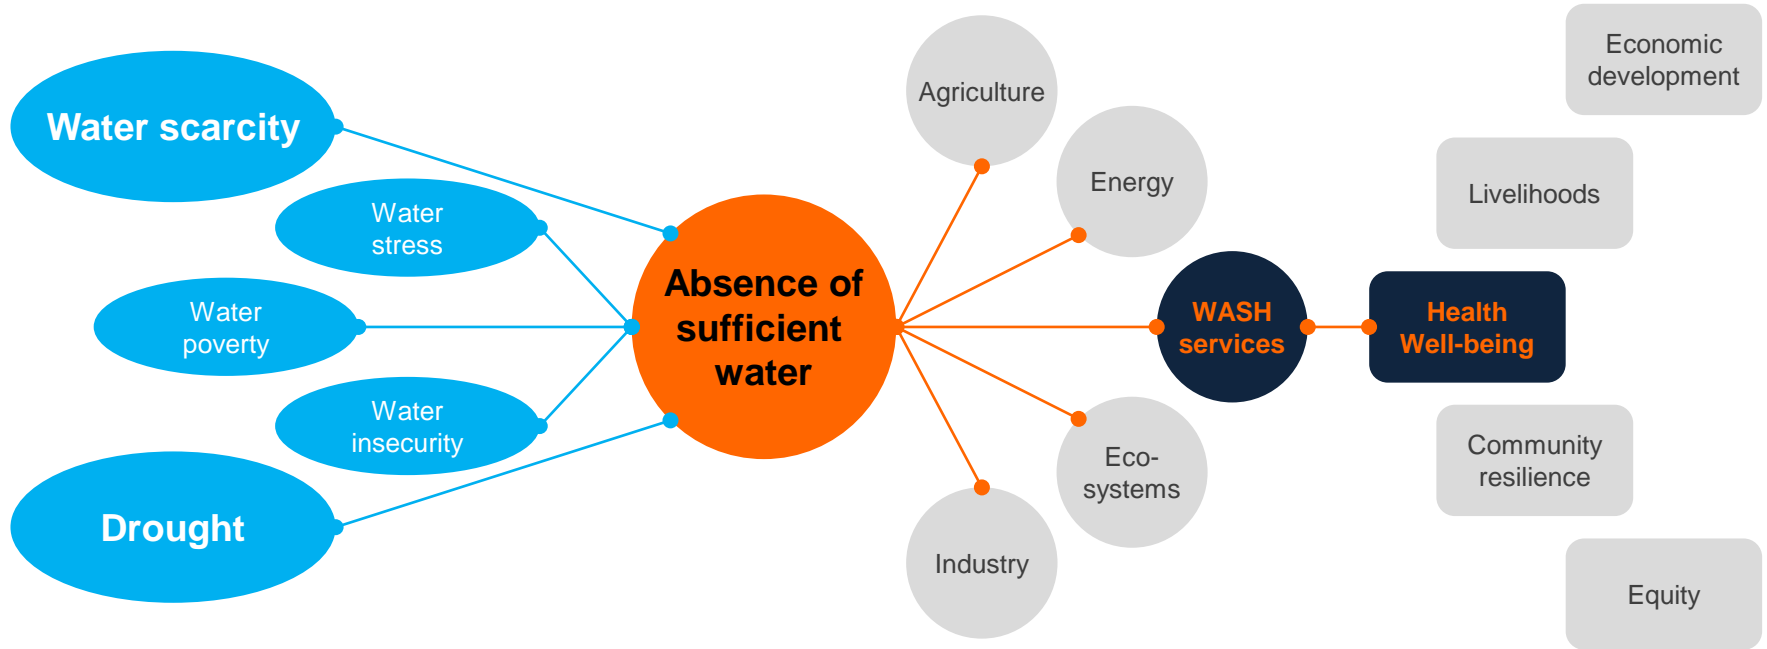 Water scarcity
Water
stress
Water
poverty
Water
insecurity
Drought
Absence of
sufficient
water
Agriculture
Energy
WASH
services
Eco-
systems
Industry
Economic
development
Livelihoods
Health
Well-being
Community
resilience
Equity